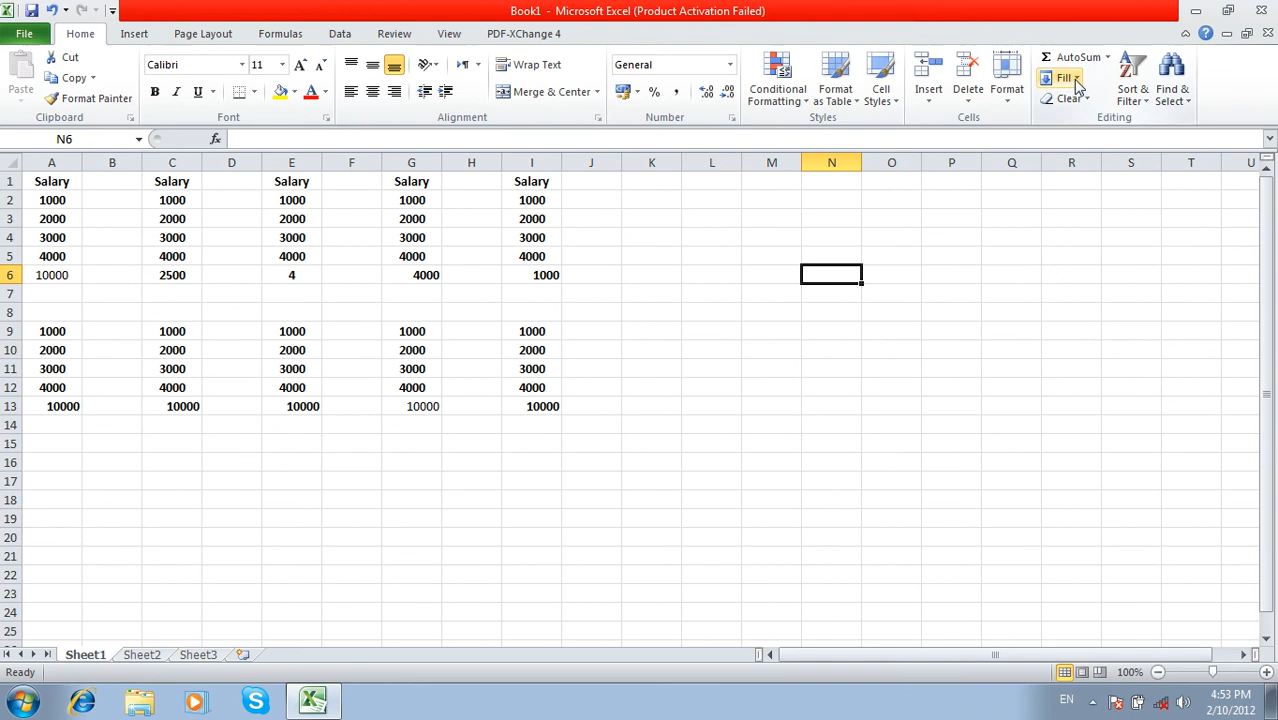 Book1 - Microsoft Excel (Product Activation Failed)
File Home Insert Page Layout Formulas Data Review View PDF-XChange 4
Paste
Cut
Copy
Format Painter
Clipboard
Calibri 11 A A
B I U A
Font
Wrap Text
Merge & Center
Alignment
General
% ,
Number
Conditional Formatting
Format as Table
Cell Styles
Styles
Insert Delete Format
Cells
Σ AutoSum
Fill
Clear
Sort & Filter
Find & Select
Editing
N6 fx
A B C D E F G H I J K L M N O P Q R S T U
1 Salary Salary Salary Salary Salary
2 1000 1000 1000 1000 1000
3 2000 2000 2000 2000 2000
4 3000 3000 3000 3000 3000
5 4000 4000 4000 4000 4000
6 10000 2500 4 4000 1000
7
8
9 1000 1000 1000 1000 1000
10 2000 2000 2000 2000 2000
11 3000 3000 3000 3000 3000
12 4000 4000 4000 4000 4000
13 10000 10000 10000 10000 10000
14
15
16
17
18
19
20
21
22
23
24
25
Sheet1 Sheet2 Sheet3
Ready 100%
EN 4:53 PM
2/10/2012